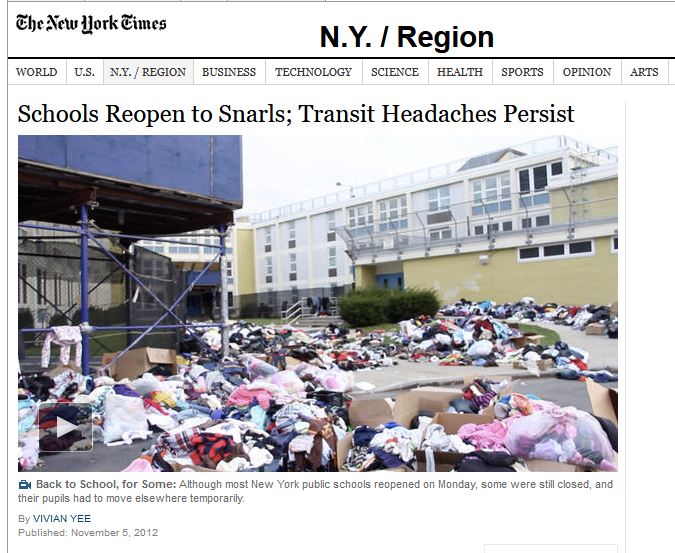 The New York Times
N.Y. / Region
WORLD U.S. N.Y. / REGION BUSINESS TECHNOLOGY SCIENCE HEALTH SPORTS OPINION ARTS
Schools Reopen to Snarls; Transit Headaches Persist
Back to School, for Some: Although most New York public schools reopened on Monday, some were still closed, and
their pupils had to move elsewhere temporarily.
By VIVIAN YEE
Published: November 5, 2012